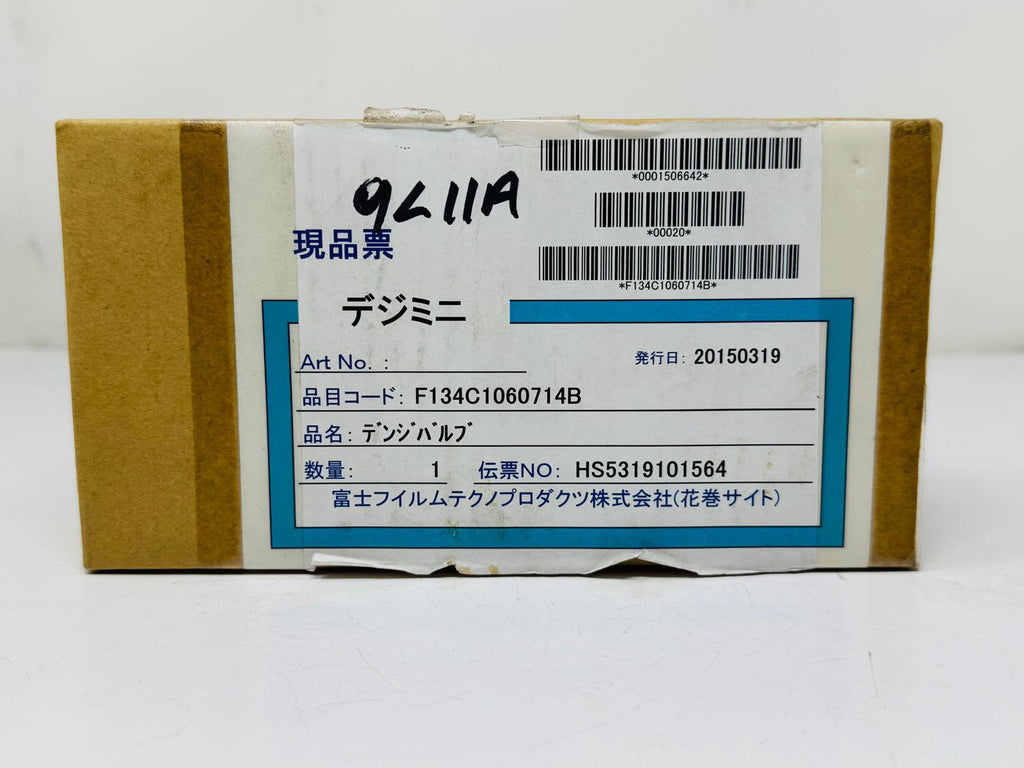 *0001506642*
9L11A
*00020*
現品票
*F134C1060714B*
デジミニ
Art No. :
発行日: 20150319
品目コード: F134C1060714B
品名: ﾃﾞﾝｼﾞﾊﾞﾙﾌﾞ
数量: 1 伝票NO: HS5319101564
富士フイルムテクノプロダクツ株式会社(花巻サイト)